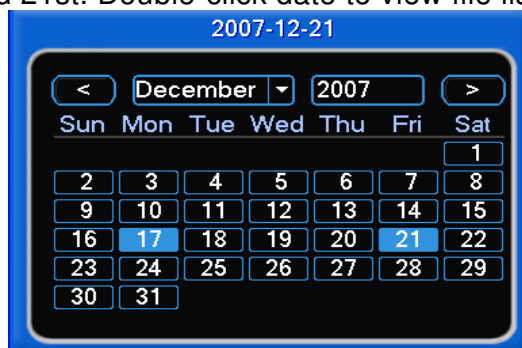 d 21st. Double-click date to view file lis
2007-12-21
< December 2007 >
Sun Mon Tue Wed Thu Fri Sat
1
2 3 4 5 6 7 8
9 10 11 12 13 14 15
16 17 18 19 20 21 22
23 24 25 26 27 28 29
30 31